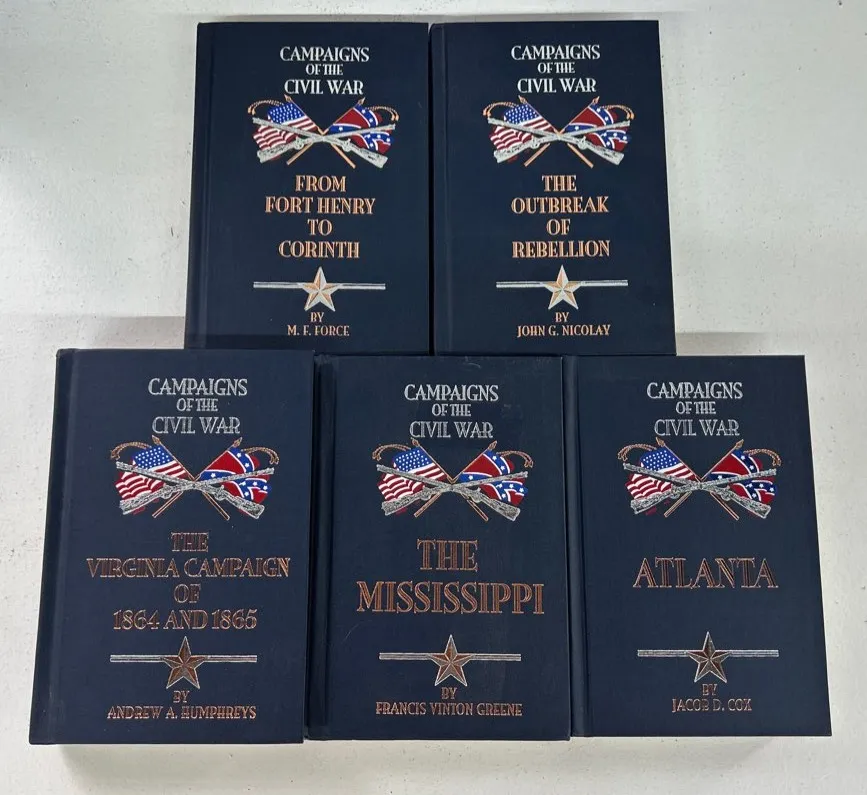 CAMPAIGNS
OF THE
CIVIL WAR
FROM
FORT HENRY
TO
CORINTH
BY
M. F. FORCE
CAMPAIGNS
OF THE
CIVIL WAR
THE
OUTBREAK
OF
REBELLION
BY
JOHN G. NICOLAY
CAMPAIGNS
OF THE
CIVIL WAR
THE
VIRGINIA CAMPAIGN
OF
1864 AND 1865
BY
ANDREW A. HUMPHREYS
CAMPAIGNS
OF THE
CIVIL WAR
THE
MISSISSIPPI
BY
FRANCIS VINTON GREENE
CAMPAIGNS
OF THE
CIVIL WAR
ATLANTA
BY
JACOB D. COX